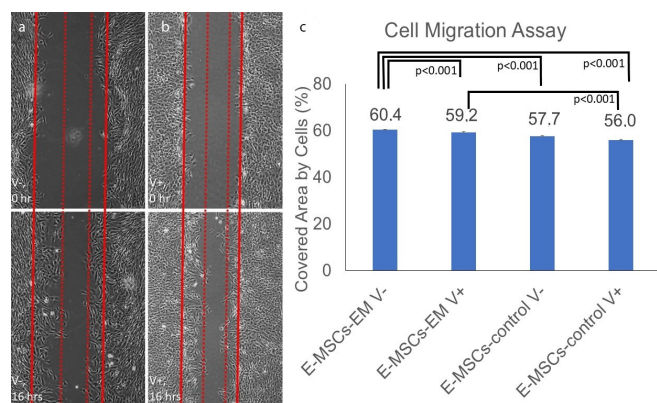 a
b
c
V-
0 hr
V+
0 hr
V-
16 hrs
V+
16 hrs
Cell Migration Assay
p<0.001
p<0.001
p<0.001
p<0.001
Covered Area by Cells (%)
80
60
40
20
0
60.4
59.2
57.7
56.0
E-MSCs-EM V-
E-MSCs-EM V+
E-MSCs-control V-
E-MSCs-control V+